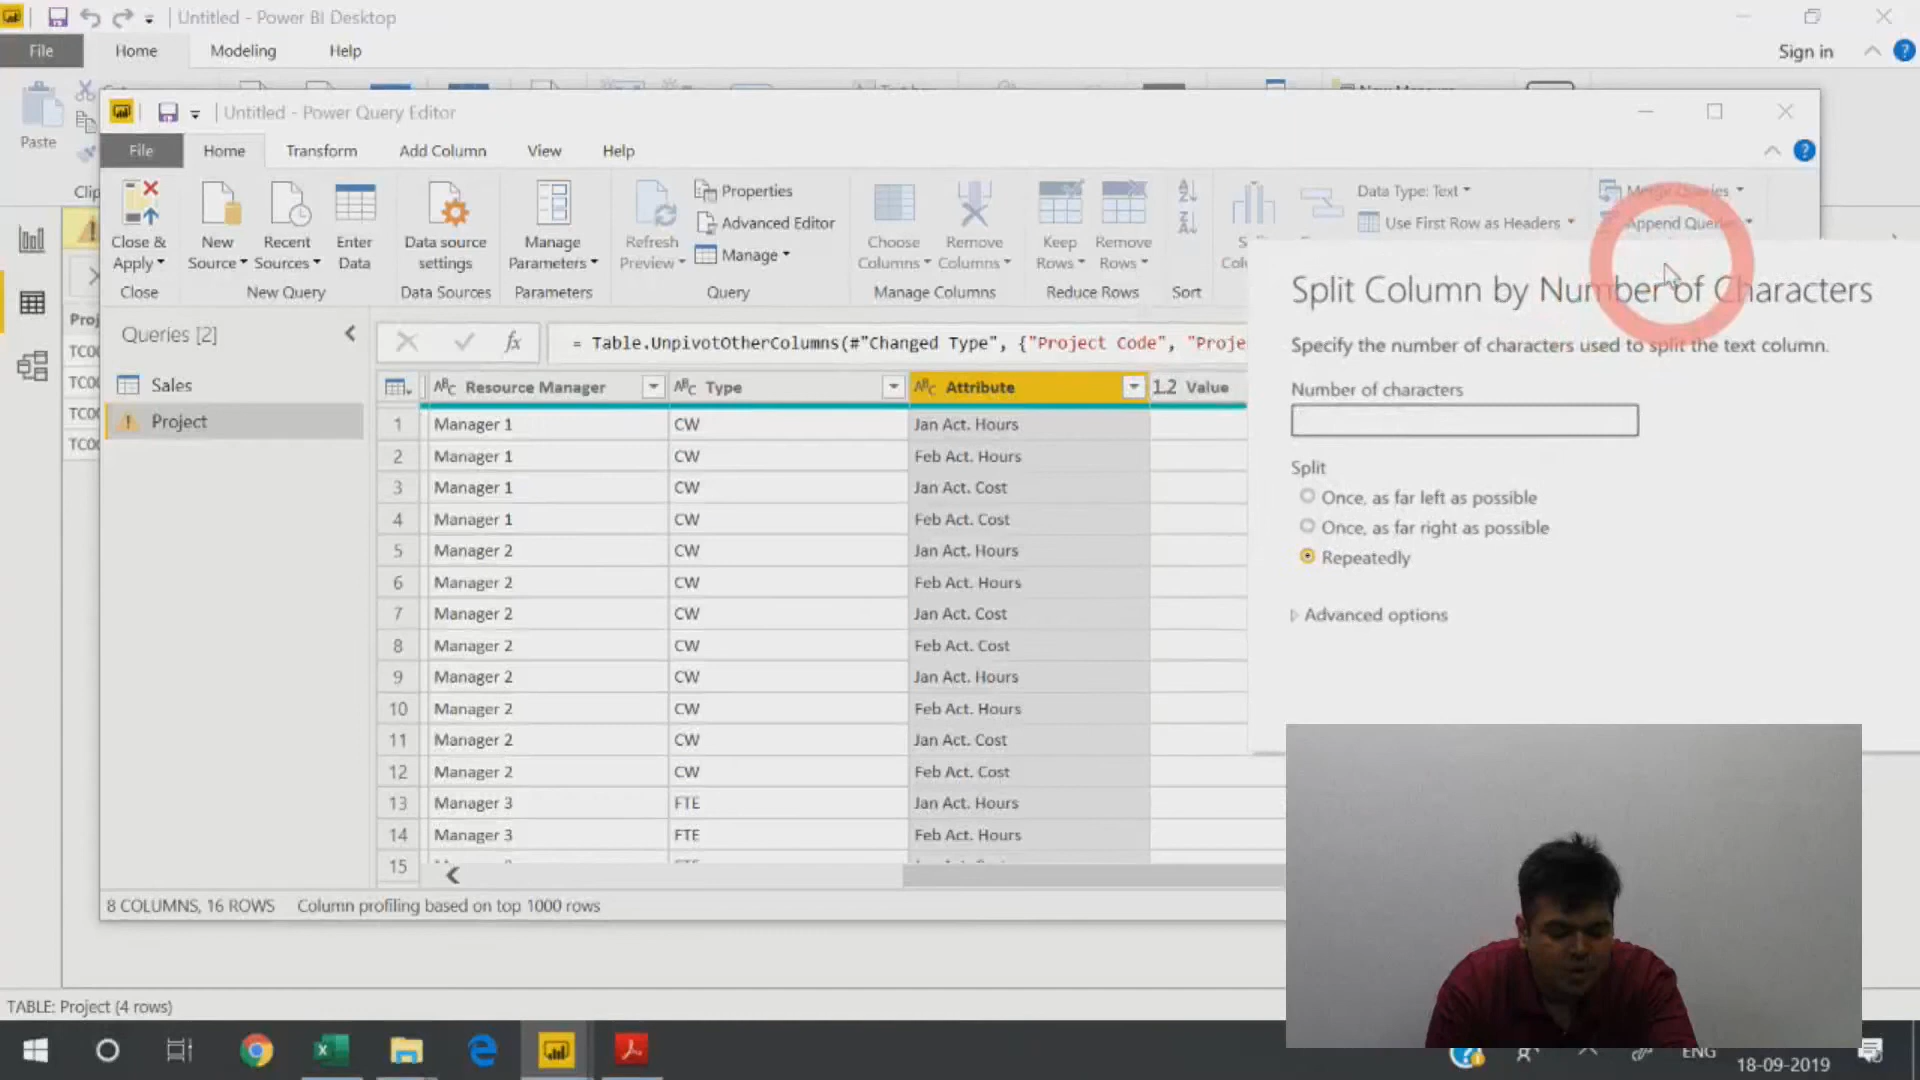 Untitled - Power BI Desktop
File
Home
Modeling
Help
Sign in
Paste
Clip
Untitled - Power Query Editor
File
Home
Transform
Add Column
View
Help
Close &
Apply
New
Source
Recent
Sources
Enter
Data
Data source
settings
Manage
Parameters
Refresh
Preview
Properties
Advanced Editor
Manage
Choose
Columns
Remove
Columns
Keep
Rows
Remove
Rows
Data Type: Text
Use First Row as Headers
Merge Queries
Append Queries
Close
New Query
Data Sources
Parameters
Query
Manage Columns
Reduce Rows
Sort
Proj
TC00
TC00
TC00
TC00
Queries [2]
Sales
Project
= Table.UnpivotOtherColumns(#"Changed Type", {"Project Code", "Proje
Resource Manager Type Attribute 1.2 Value
1 Manager 1 CW Jan Act. Hours
2 Manager 1 CW Feb Act. Hours
3 Manager 1 CW Jan Act. Cost
4 Manager 1 CW Feb Act. Cost
5 Manager 2 CW Jan Act. Hours
6 Manager 2 CW Feb Act. Hours
7 Manager 2 CW Jan Act. Cost
8 Manager 2 CW Feb Act. Cost
9 Manager 2 CW Jan Act. Hours
10 Manager 2 CW Feb Act. Hours
11 Manager 2 CW Jan Act. Cost
12 Manager 2 CW Feb Act. Cost
13 Manager 3 FTE Jan Act. Hours
14 Manager 3 FTE Feb Act. Hours
15
Split Column by Number of Characters
Specify the number of characters used to split the text column.
Number of characters
Split
Once, as far left as possible
Once, as far right as possible
Repeatedly
Advanced options
8 COLUMNS, 16 ROWS Column profiling based on top 1000 rows
TABLE: Project (4 rows)
ENG
18-09-2019